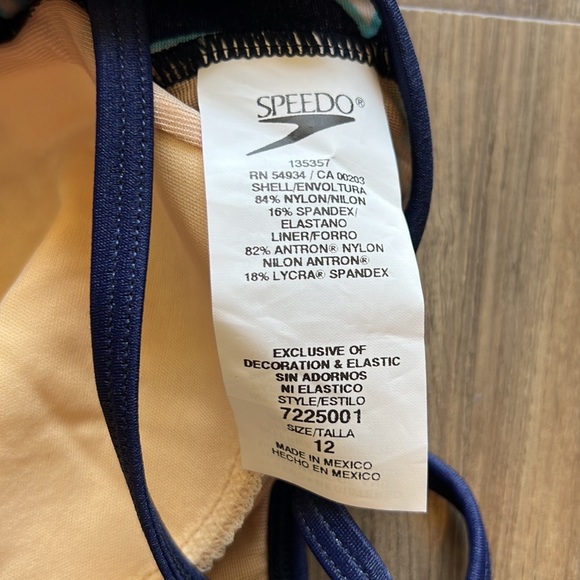 SPEEDO®
135357
RN 54934 / CA 00203
SHELL/ENVOLTURA
84% NYLON/NILON
16% SPANDEX/
ELASTANO
LINER/FORRO
82% ANTRON® NYLON
NILON ANTRON®
18% LYCRA® SPANDEX
EXCLUSIVE OF
DECORATION & ELASTIC
SIN ADORNOS
NI ELASTICO
STYLE/ESTILO
7225001
SIZE/TALLA
12
MADE IN MEXICO
HECHO EN MEXICO